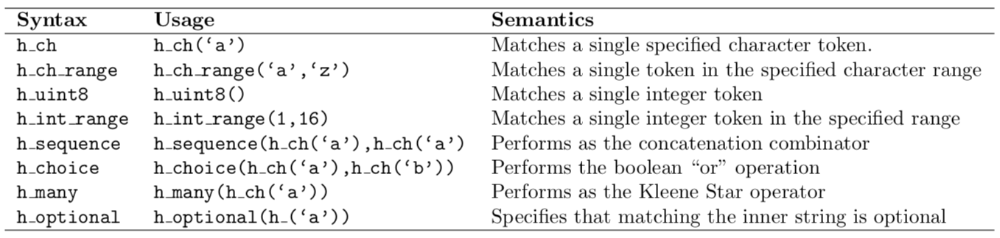 Syntax Usage Semantics
h_ch h_ch(‘a’) Matches a single specified character token.
h_ch_range h_ch_range(‘a’,‘z’) Matches a single token in the specified character range
h_uint8 h_uint8() Matches a single integer token
h_int_range h_int_range(1,16) Matches a single integer token in the specified range
h_sequence h_sequence(h_ch(‘a’),h_ch(‘a’) Performs as the concatenation combinator
h_choice h_choice(h_ch(‘a’),h_ch(‘b’)) Performs the boolean “or” operation
h_many h_many(h_ch(‘a’)) Performs as the Kleene Star operator
h_optional h_optional(h_(‘a’)) Specifies that matching the inner string is optional